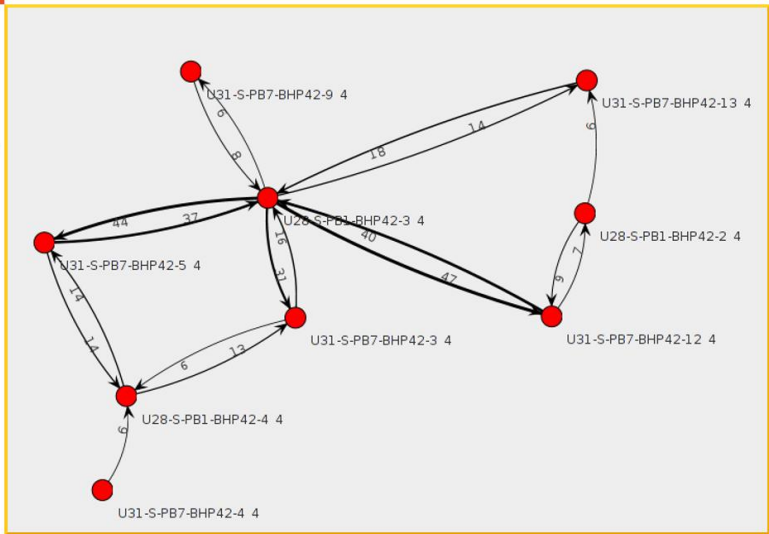 U31-S-PB7-BHP42-9 4
U31-S-PB7-BHP42-13 4
6
9
14
8
18
44
37
U28-S-PB1-BHP42-3 4
U28-S-PB1-BHP42-2 4
16
40
7
U31-S-PB7-BHP42-5 4
31
47
9
14
U31-S-PB7-BHP42-3 4
U31-S-PB7-BHP42-12 4
14
13
6
U28-S-PB1-BHP42-4 4
9
U31-S-PB7-BHP42-4 4